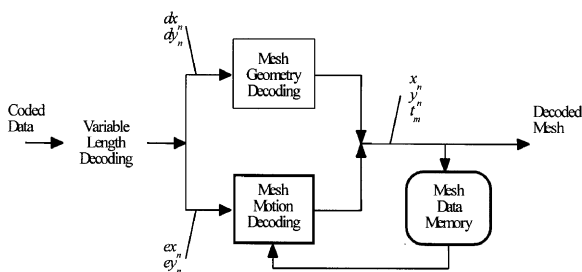 dx n
dy n
Mesh
Geometry
Decoding
x n
y n
t m
Coded
Data
Variable
Length
Decoding
Decoded
Mesh
Mesh
Motion
Decoding
Mesh
Data
Memory
ex n
ey n